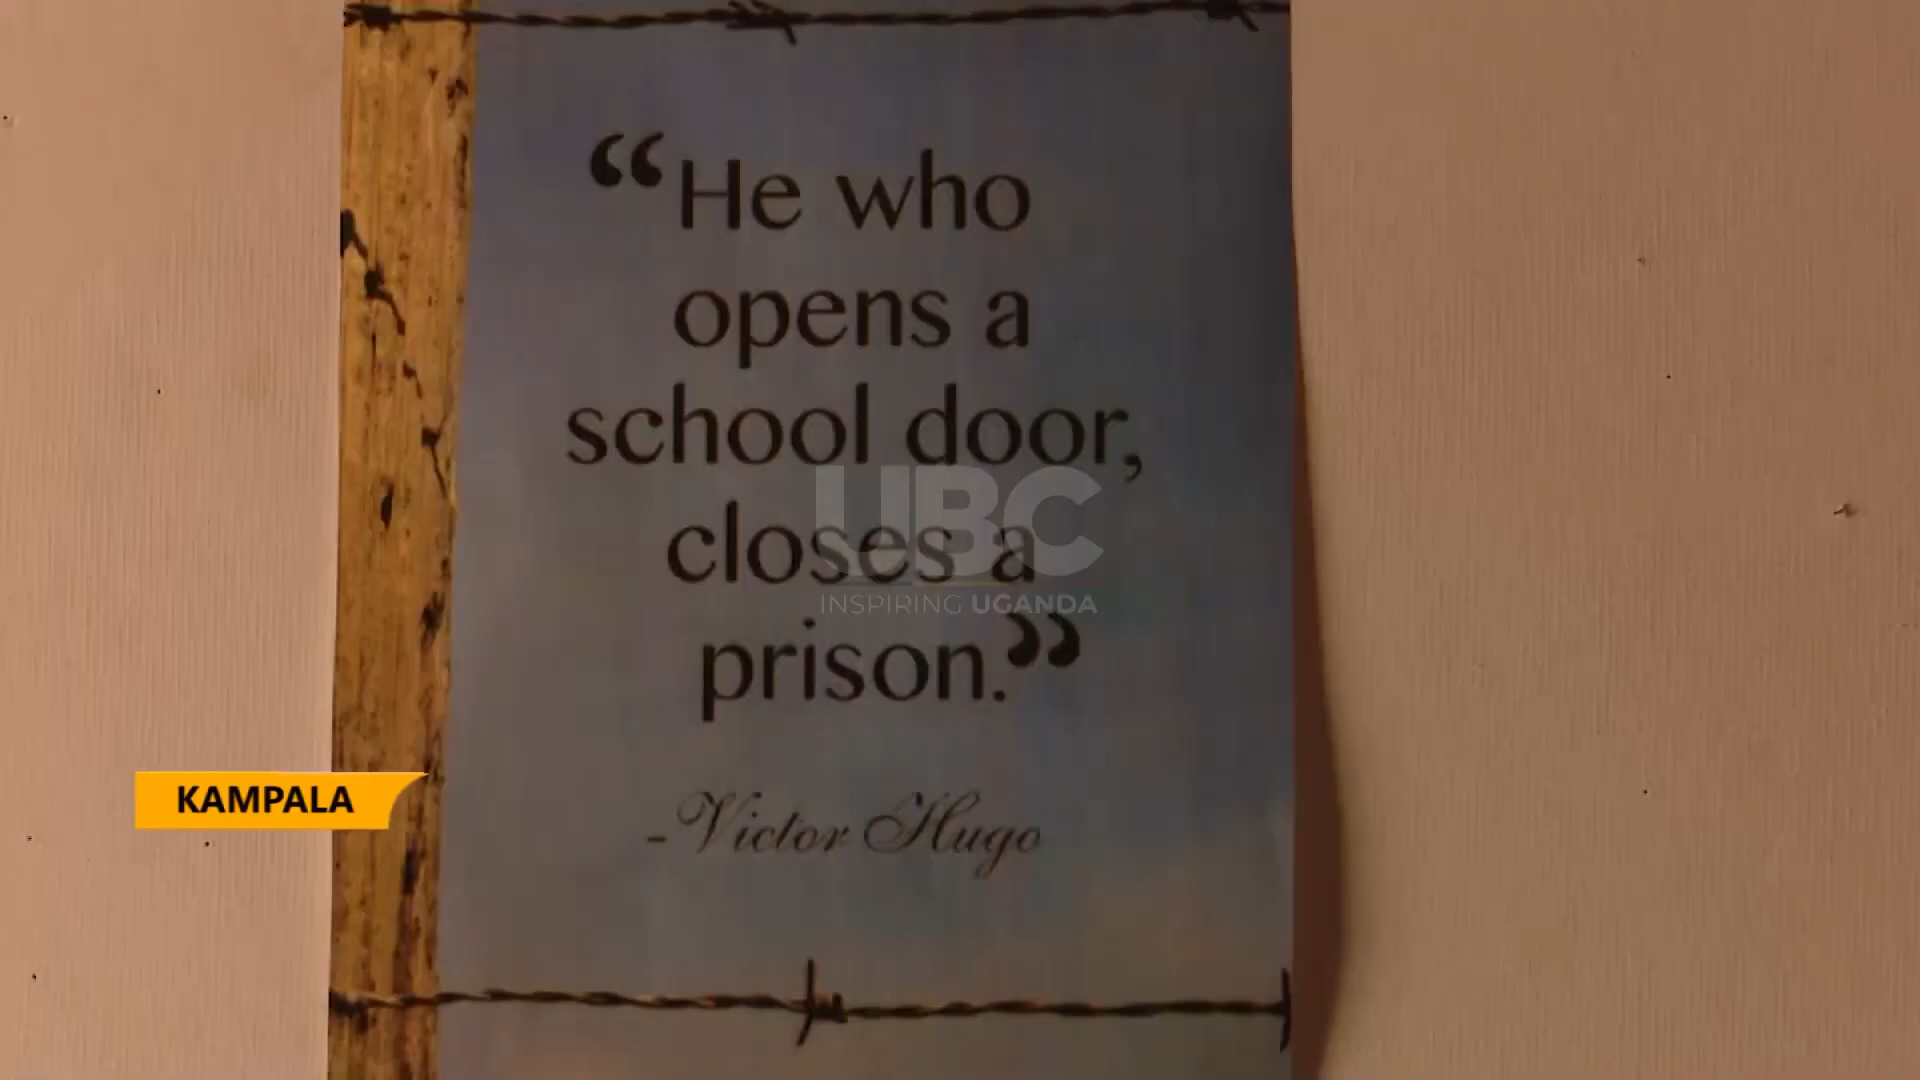 “He who
opens a
school door,
closes a
prison.”
-Victor Hugo
UBC
INSPIRING UGANDA
KAMPALA